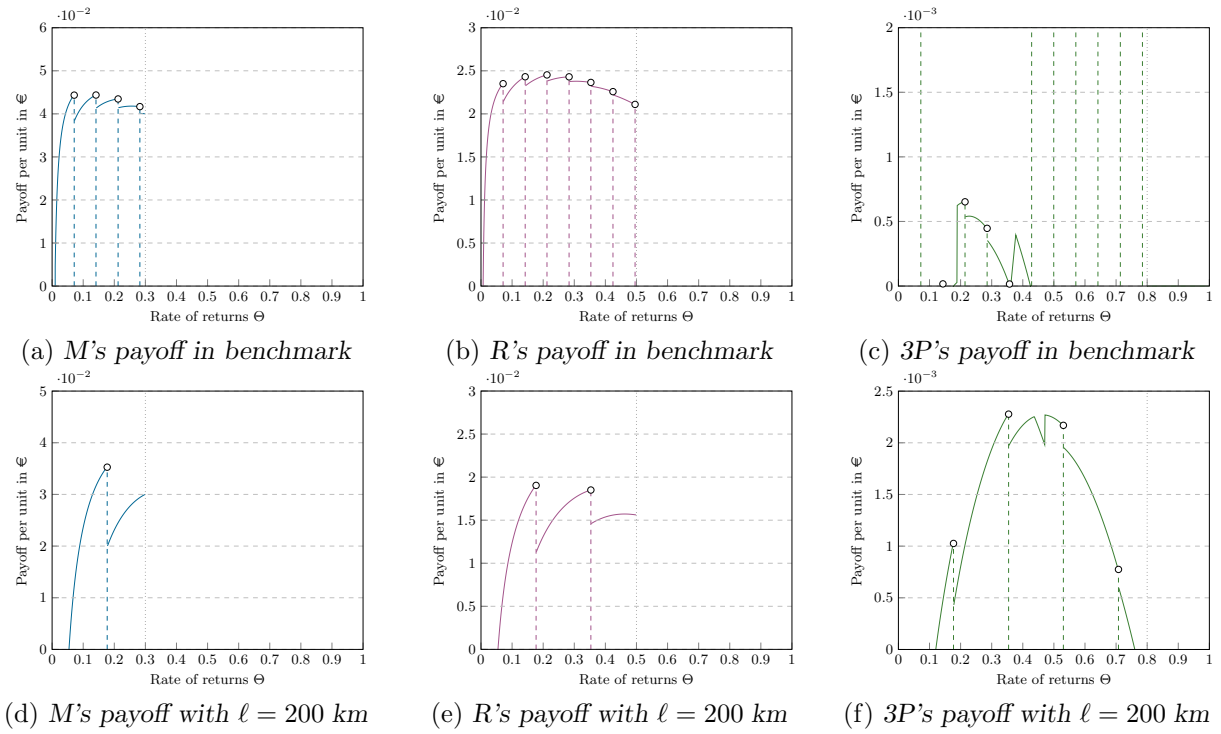 ·10⁻² ·10⁻² ·10⁻³
Payoff per unit in €
6
5
4
3
2
1
0
0 0.1 0.2 0.3 0.4 0.5 0.6 0.7 0.8 0.9 1
Rate of returns Θ
(a) M's payoff in benchmark
Payoff per unit in €
3
2.5
2
1.5
1
0.5
0
0 0.1 0.2 0.3 0.4 0.5 0.6 0.7 0.8 0.9 1
Rate of returns Θ
(b) R's payoff in benchmark
Payoff per unit in €
2
1.5
1
0.5
0
0 0.1 0.2 0.3 0.4 0.5 0.6 0.7 0.8 0.9 1
Rate of returns Θ
(c) 3P's payoff in benchmark
·10⁻² ·10⁻² ·10⁻³
Payoff per unit in €
5
4
3
2
1
0
0 0.1 0.2 0.3 0.4 0.5 0.6 0.7 0.8 0.9 1
Rate of returns Θ
(d) M's payoff with ℓ = 200 km
Payoff per unit in €
3
2.5
2
1.5
1
0.5
0
0 0.1 0.2 0.3 0.4 0.5 0.6 0.7 0.8 0.9 1
Rate of returns Θ
(e) R's payoff with ℓ = 200 km
Payoff per unit in €
2.5
2
1.5
1
0.5
0
0 0.1 0.2 0.3 0.4 0.5 0.6 0.7 0.8 0.9 1
Rate of returns Θ
(f) 3P's payoff with ℓ = 200 km